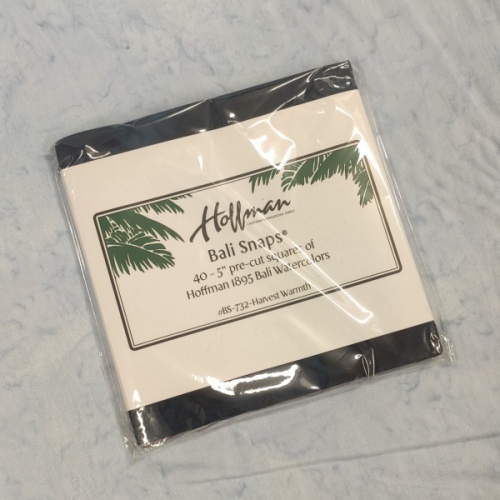 Hoffman
Bali Snaps®
40 - 5" pre-cut squares of
Hoffman 1895 Bali Watercolors
#BS-732-Harvest Warmth